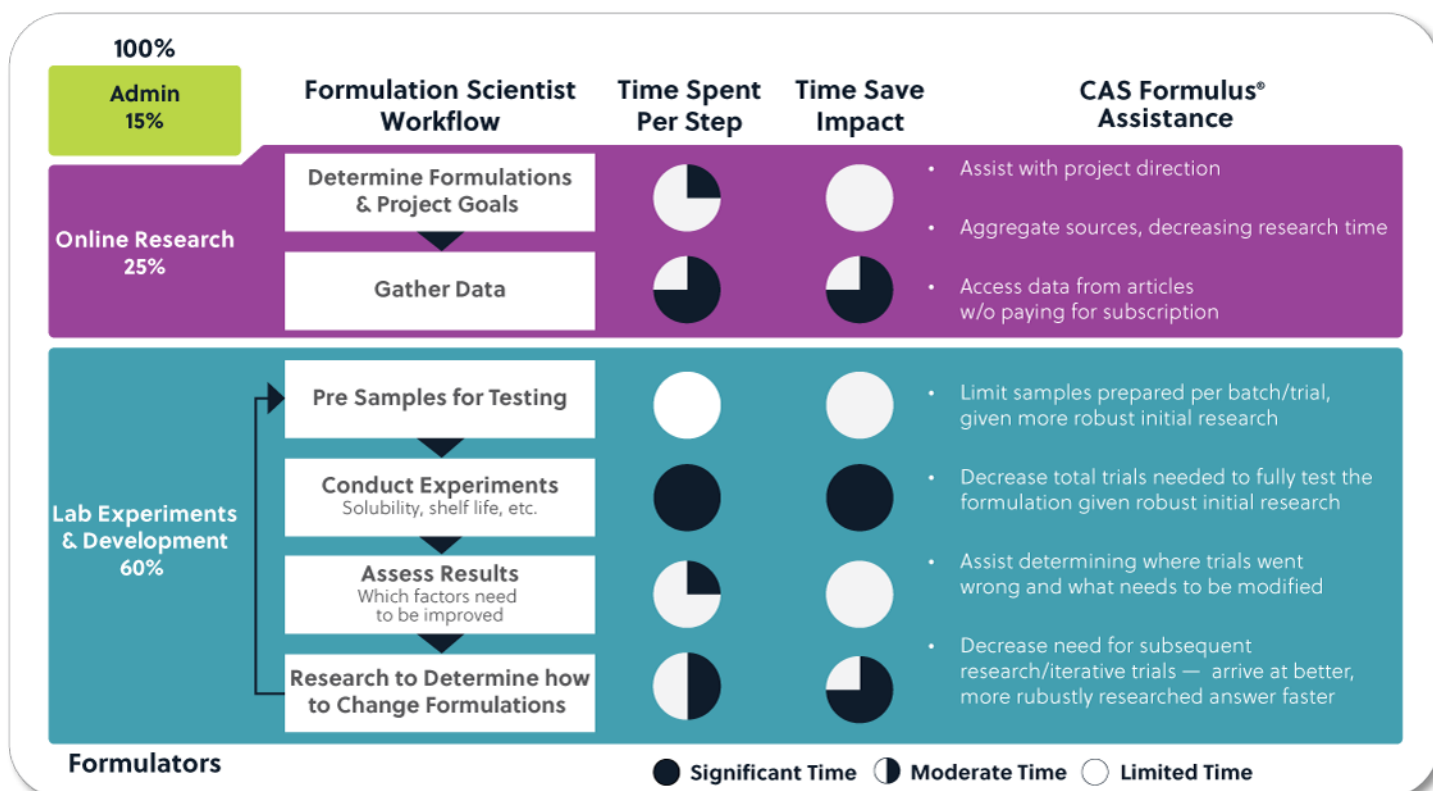 100%
Admin
15%
Formulation Scientist
Workflow
Time Spent
Per Step
Time Save
Impact
CAS Formulus®
Assistance
Online Research
25%
Determine Formulations
& Project Goals
Gather Data
• Assist with project direction
• Aggregate sources, decreasing research time
• Access data from articles
w/o paying for subscription
Lab Experiments
& Development
60%
Pre Samples for Testing
• Limit samples prepared per batch/trial,
given more robust initial research
Conduct Experiments
Solubility, shelf life, etc.
• Decrease total trials needed to fully test the
formulation given robust initial research
Assess Results
Which factors need
to be improved
• Assist determining where trials went
wrong and what needs to be modified
Research to Determine how
to Change Formulations
• Decrease need for subsequent
research/iterative trials — arrive at better,
more rubustly researched answer faster
Formulators
Significant Time
Moderate Time
Limited Time